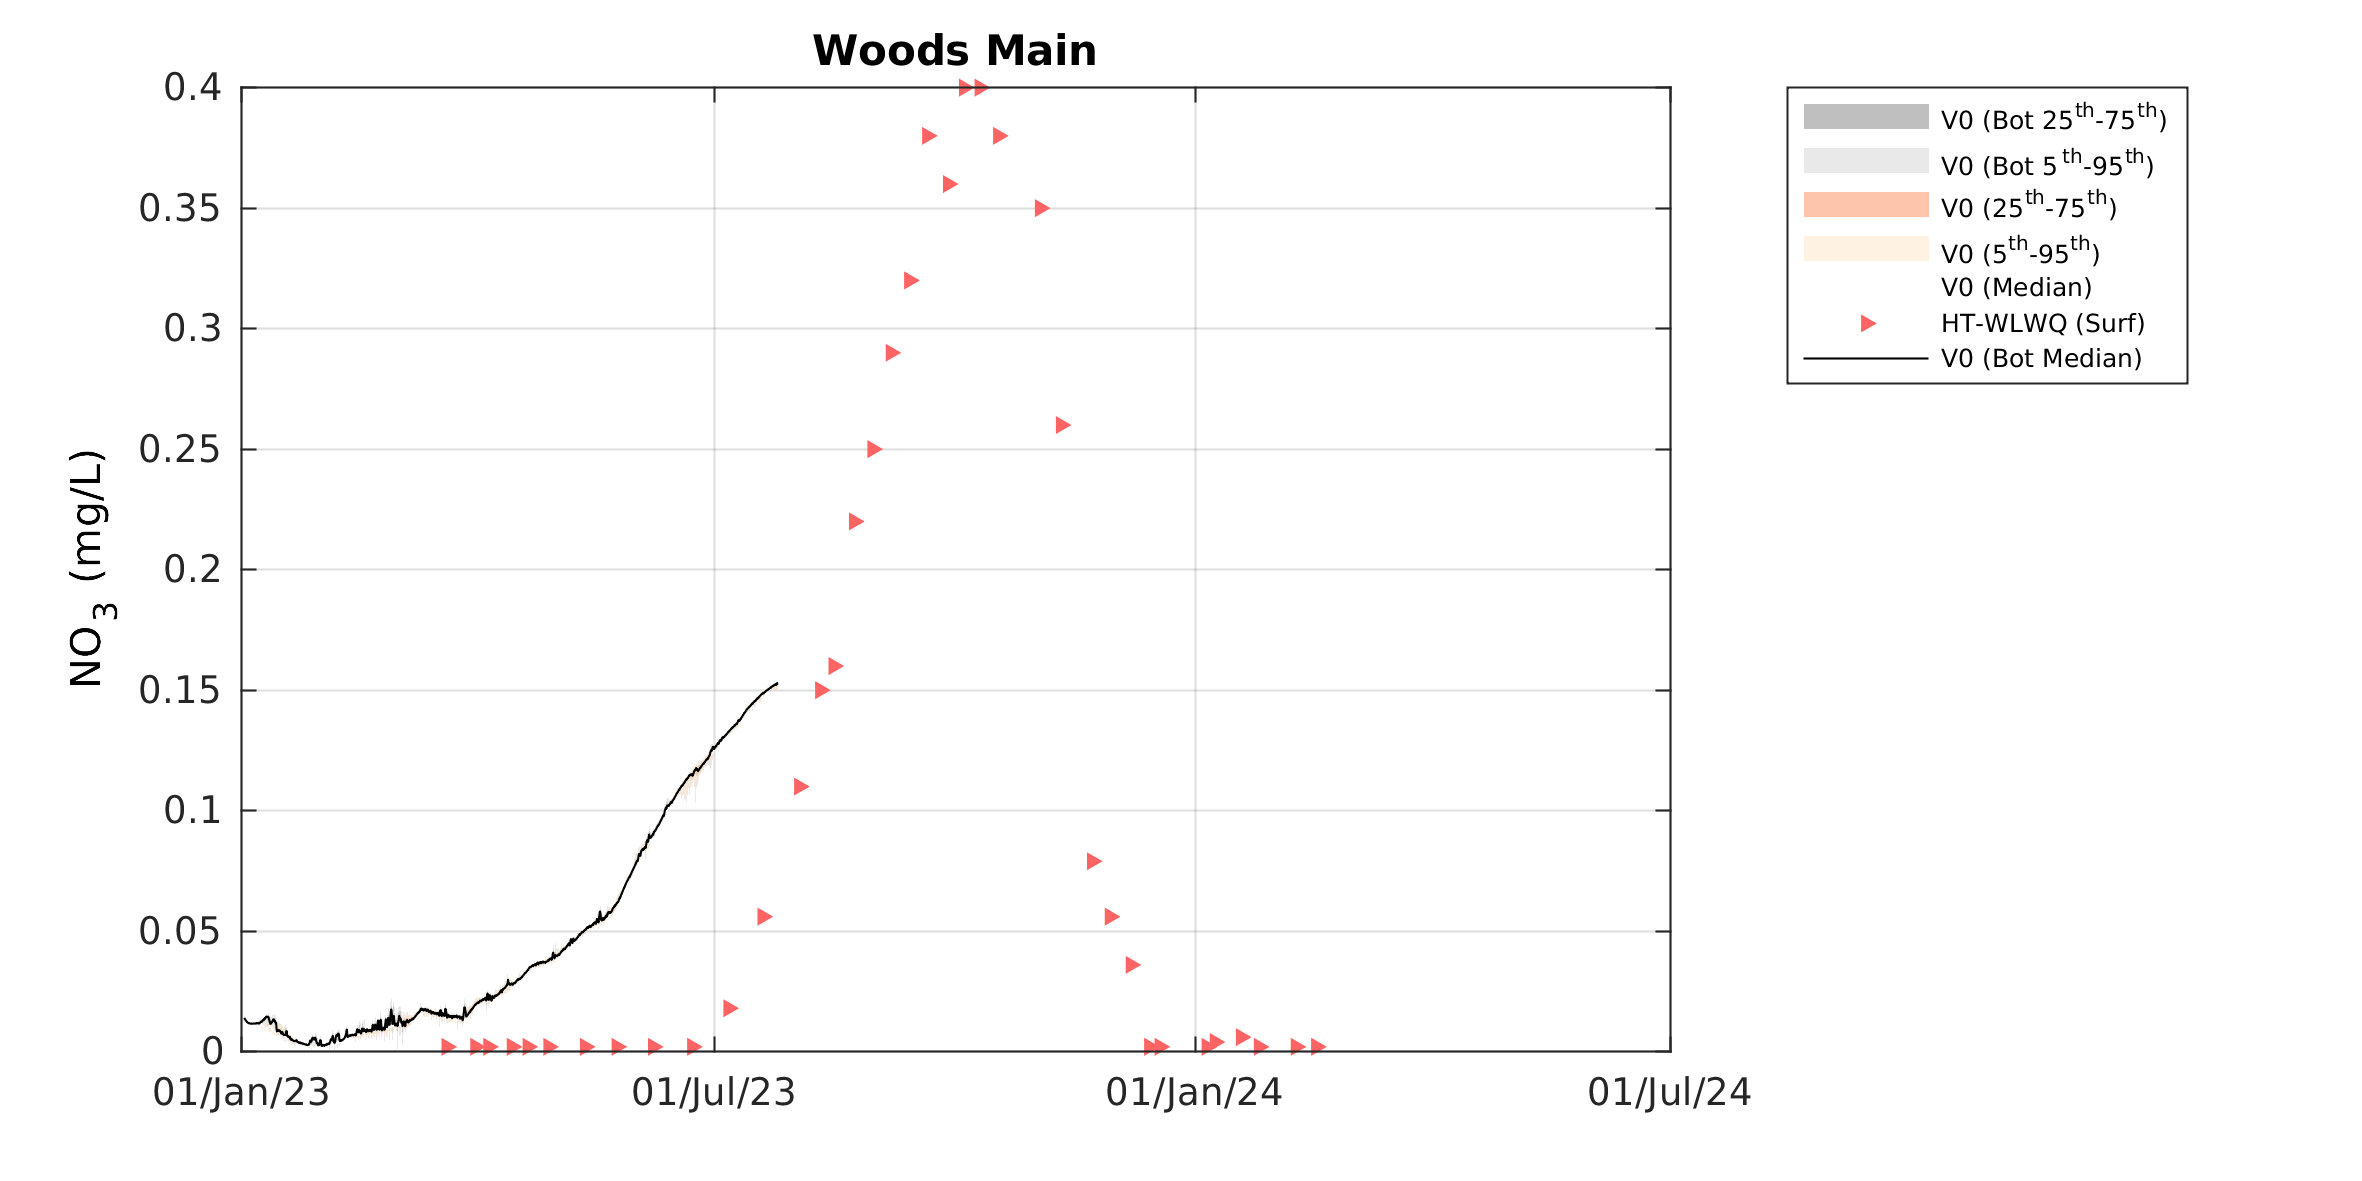 Woods Main
0.4
0.35
0.3
0.25
0.2
0.15
0.1
0.05
0
NO3 (mg/L)
01/Jan/23
01/Jul/23
01/Jan/24
01/Jul/24
V0 (Bot 25th-75th)
V0 (Bot 5th-95th)
V0 (25th-75th)
V0 (5th-95th)
V0 (Median)
HT-WLWQ (Surf)
V0 (Bot Median)